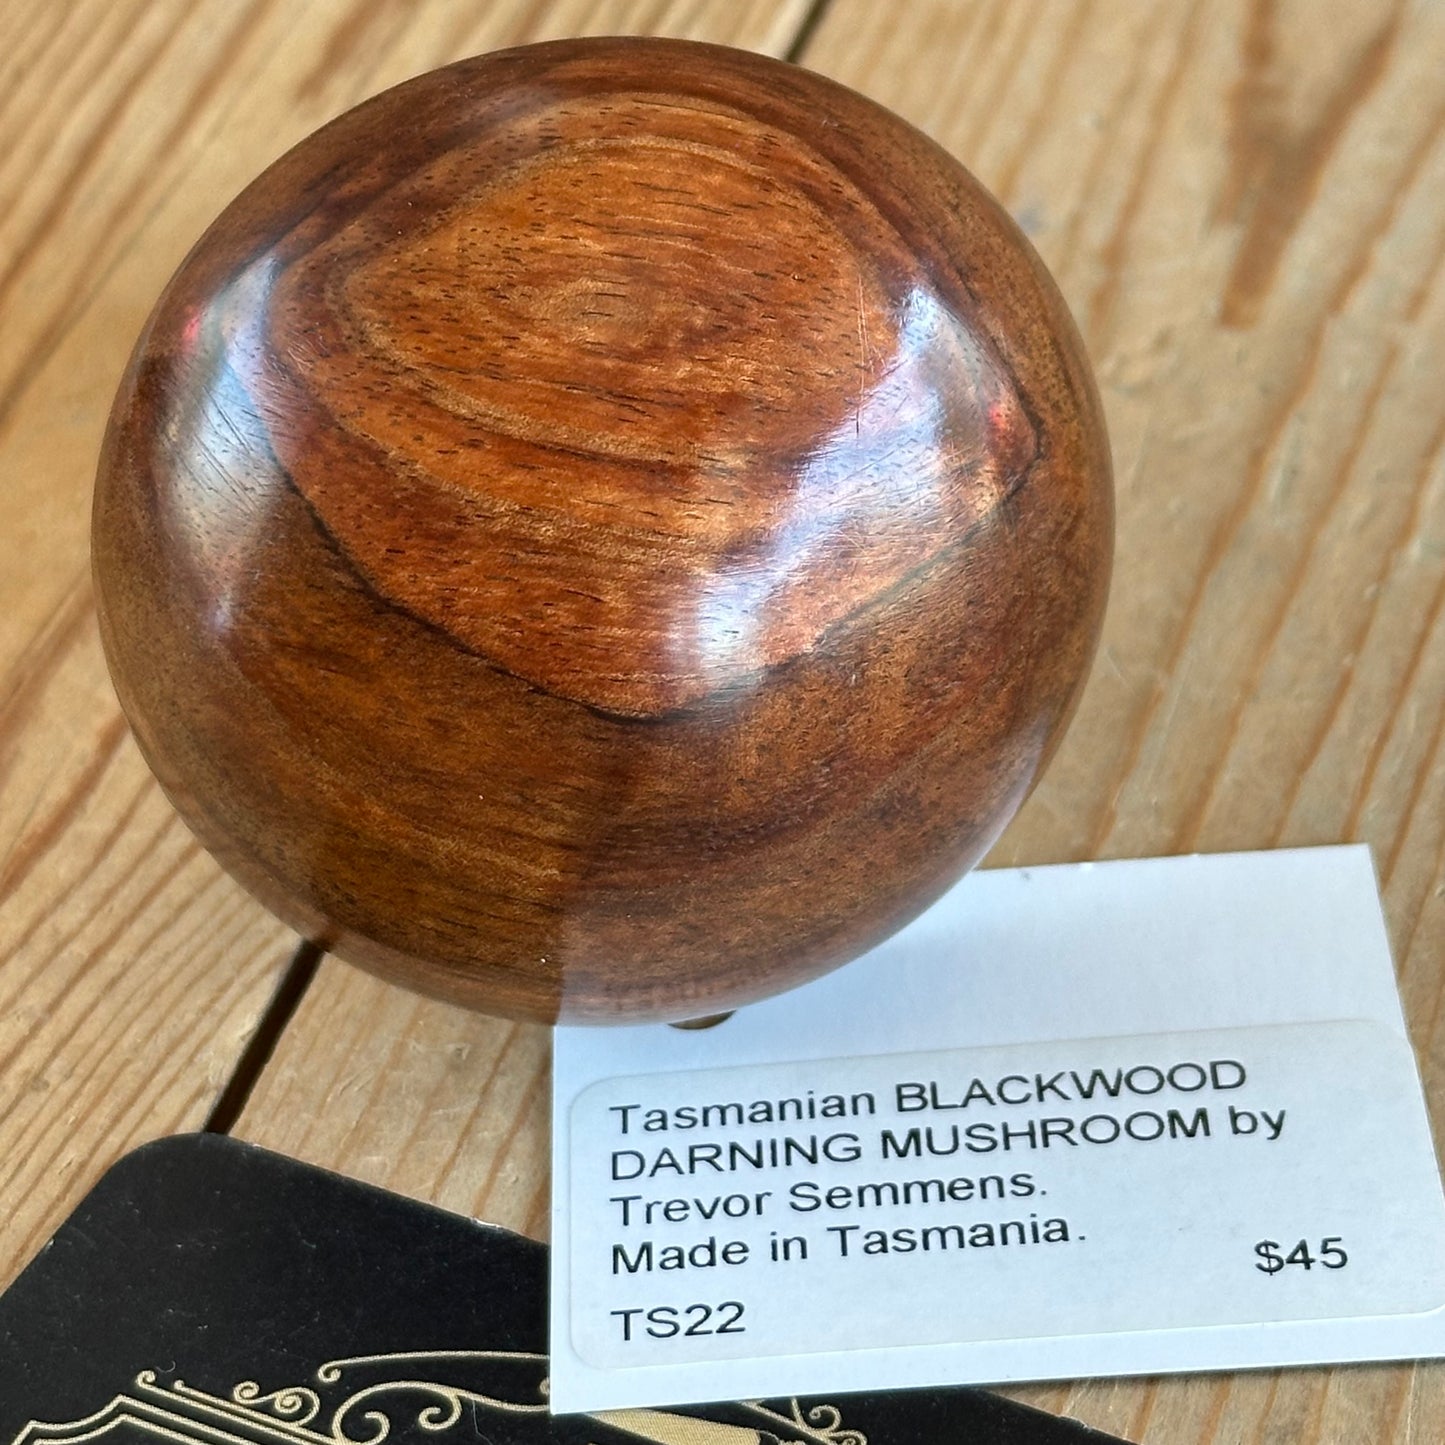 Tasmanian BLACKWOOD
DARNING MUSHROOM by
Trevor Semmens.
Made in Tasmania.
$45
TS22